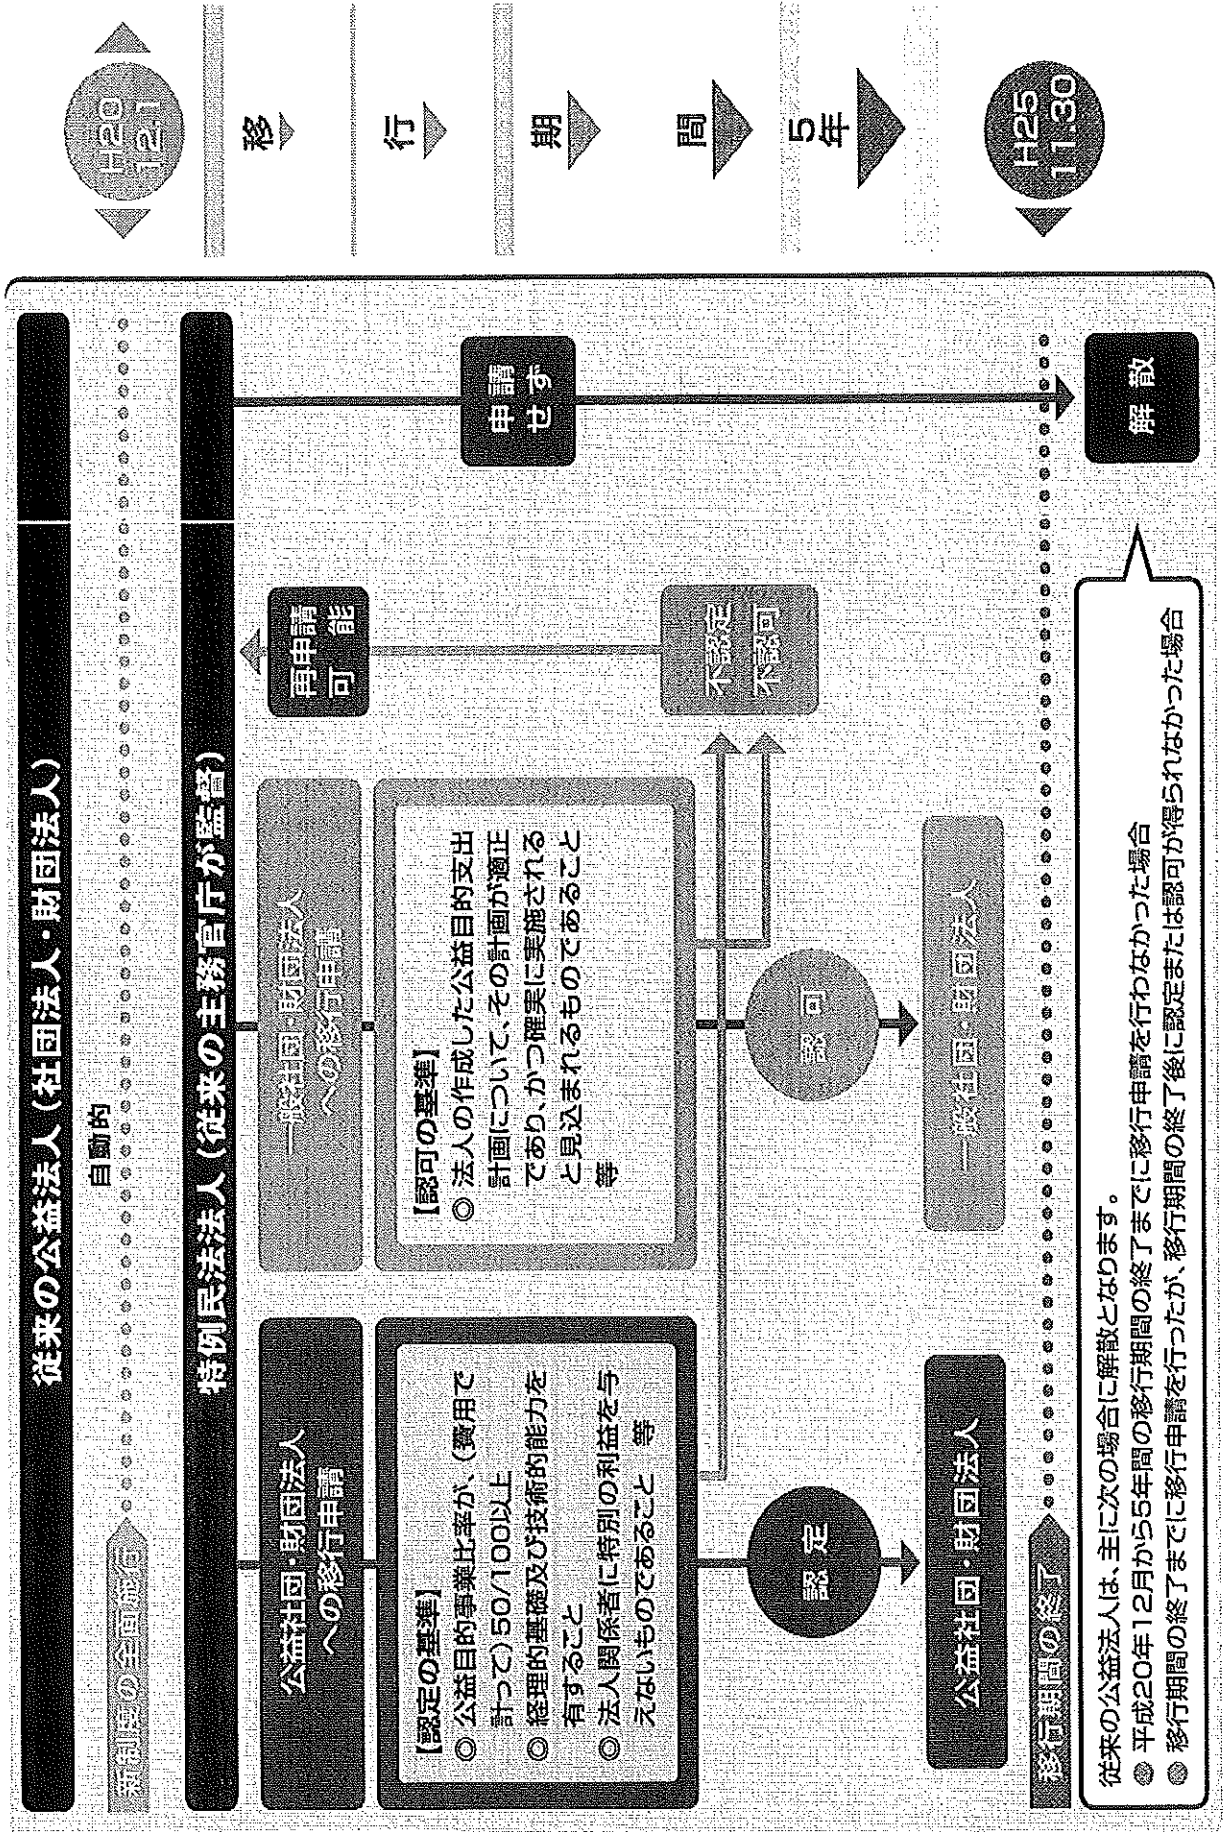 従来の公益法人（社団法人・財団法人）
自動的
新制度の全面施行
特例民法法人（従来の主務官庁が監督）
公益社団・財団法人
への移行申請
【認定の基準】
◎ 公益目的事業比率が、（費用で
計って）50/100以上
◎ 経理的基礎及び技術的能力を
有すること
◎ 法人関係者に特別の利益を与
えないものであること 等
認 定
公益社団・財団法人
一般社団・財団法人
への移行申請
【認可の基準】
◎ 法人の作成した公益目的支出
計画について、その計画が適正
であり、かつ確実に実施される
と見込まれるものであること
等
認 可
一般社団・財団法人
再申請
可 能
不認定
不認可
申請
せず
移行期間の終了
解 散
従来の公益法人は、主に次の場合に解散となります。
● 平成20年12月から5年間の移行期間の終了までに移行申請を行わなかった場合
● 移行期間の終了までに移行申請を行ったが、移行期間の終了後に認定または認可が得られなかった場合
H20
12.1
移
行
期
間
5年
H25
11.30